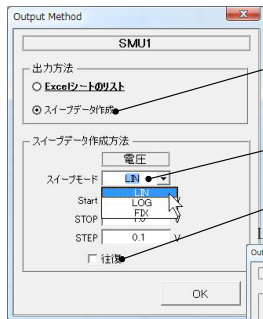 Output Method
SMU1
出力方法
Excelシートのリスト
スイープデータ作成
スイープデータ作成方法
電圧
スイープモード LIN
LIN
Start LOG V
FIX
STOP 1.0 V
STEP 0.1 V
往復
OK
L
Out